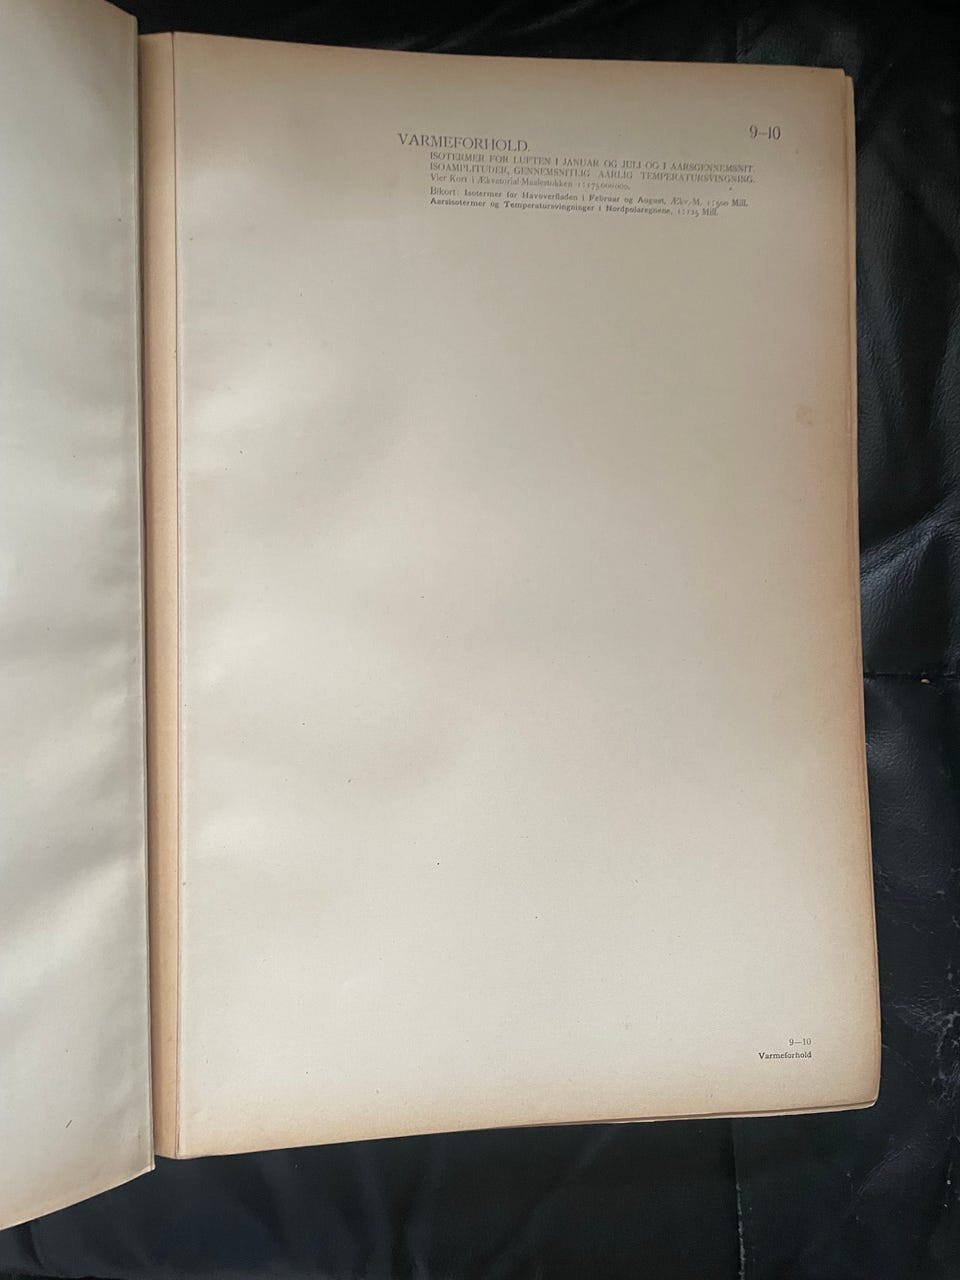 9—10
VARMEFORHOLD.
ISOTERMER FOR LUFTEN I JANUAR OG JULI OG I AARSGENNEMSNIT.
ISOAMPLITUDER, GENNEMSNITLIG AARLIG TEMPERATURSVINGNING.
Vier Kort i Ækvatorial-Maalestokken 1:175 000 000.
Bikort: Isotermer for Havoverfladen i Februar og August, Ækv. M. 1:500 Mill.
Aarsisotermer og Temperatursvingninger i Nordpolaregnene, 1:125 Mill.
9—10
Varmeforhold